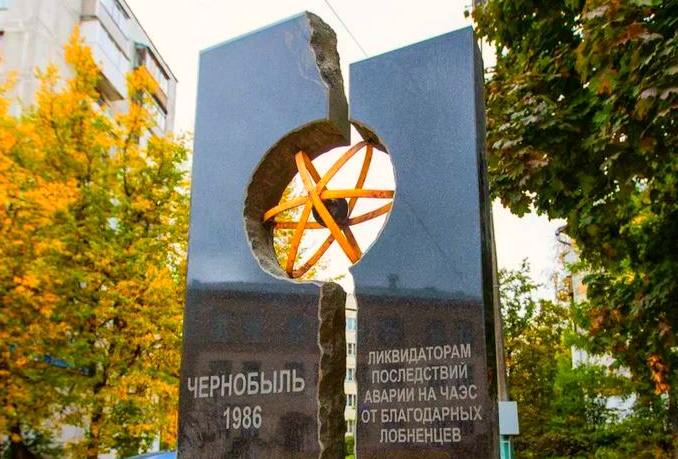 ЧЕРНОБЫЛЬ
1986
ЛИКВИДАТОРАМ
ПОСЛЕДСТВИЙ
АВАРИИ НА ЧАЭС
ОТ БЛАГОДАРНЫХ
ЛОБНЕНЦЕВ